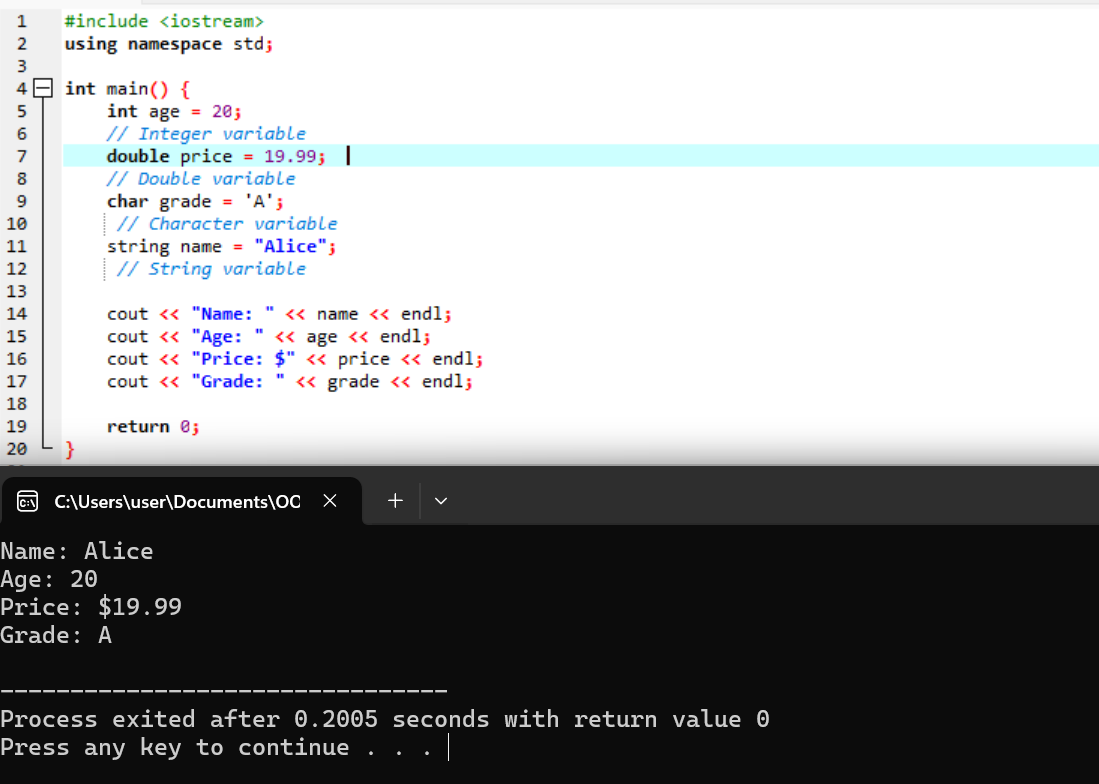 1 #include <iostream>
2 using namespace std;
3
4 int main() {
5     int age = 20;
6     // Integer variable
7     double price = 19.99;
8     // Double variable
9     char grade = 'A';
10      // Character variable
11     string name = "Alice";
12      // String variable
13
14     cout << "Name: " << name << endl;
15     cout << "Age: " << age << endl;
16     cout << "Price: $" << price << endl;
17     cout << "Grade: " << grade << endl;
18
19     return 0;
20 }
C:\Users\user\Documents\OC
Name: Alice
Age: 20
Price: $19.99
Grade: A
--------------------------------
Process exited after 0.2005 seconds with return value 0
Press any key to continue . . .